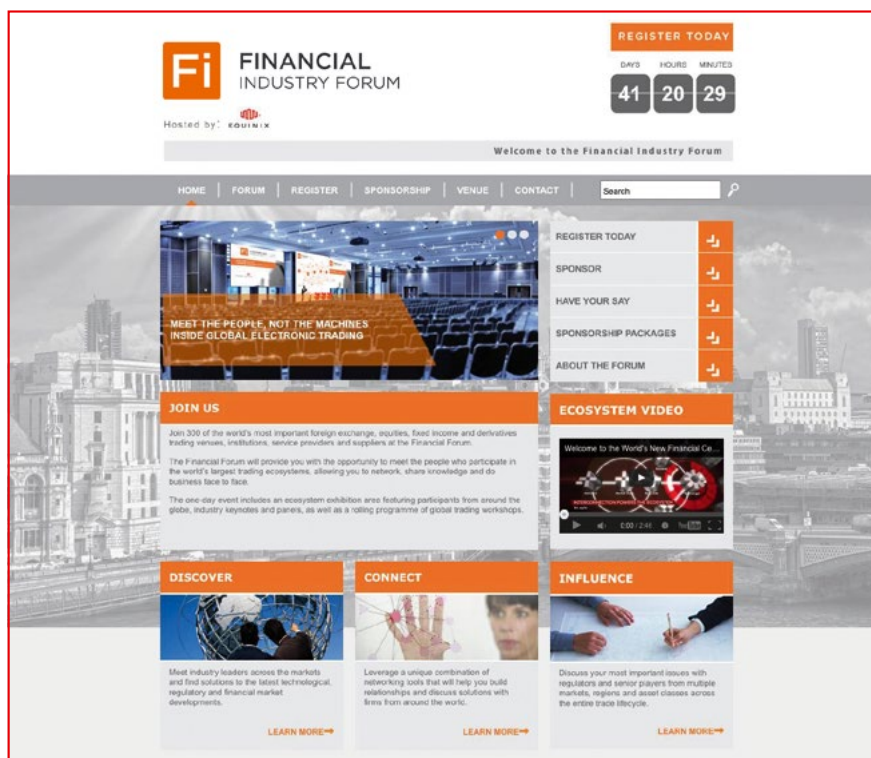 REGISTER TODAY
Fi
FINANCIAL
INDUSTRY FORUM
DAYS HOURS MINUTES
41 20 29
Hosted by: EQUINIX
Welcome to the Financial Industry Forum
HOME FORUM REGISTER SPONSORSHIP VENUE CONTACT Search
REGISTER TODAY
SPONSOR
HAVE YOUR SAY
SPONSORSHIP PACKAGES
ABOUT THE FORUM
MEET THE PEOPLE, NOT THE MACHINES
INSIDE GLOBAL ELECTRONIC TRADING
JOIN US
Join 300 of the world's most important foreign exchange, equities, fixed income and derivatives
trading venues, institutions, service providers and suppliers at the Financial Forum.
The Financial Forum will provide you with the opportunity to meet the people who participate in
the world's largest trading ecosystems, allowing you to network, share knowledge and do
business face to face.
The one-day event includes an ecosystem exhibition area featuring participants from around the
globe, industry keynotes and panels, as well as a rolling programme of global trading workshops.
ECOSYSTEM VIDEO
Welcome to the World's New Financial Ce...
INTERCONNECTION POWERS THE ECOSYSTEM
0:00 / 2:46 YouTube
DISCOVER
Meet industry leaders across the markets
and find solutions to the latest technological,
regulatory and financial market
developments.
LEARN MORE
CONNECT
Leverage a unique combination of
networking tools that will help you build
relationships and discuss solutions with
firms from around the world.
LEARN MORE
INFLUENCE
Discuss your most important issues with
regulators and senior players from multiple
markets, regions and asset classes across
the entire trade lifecycle.
LEARN MORE